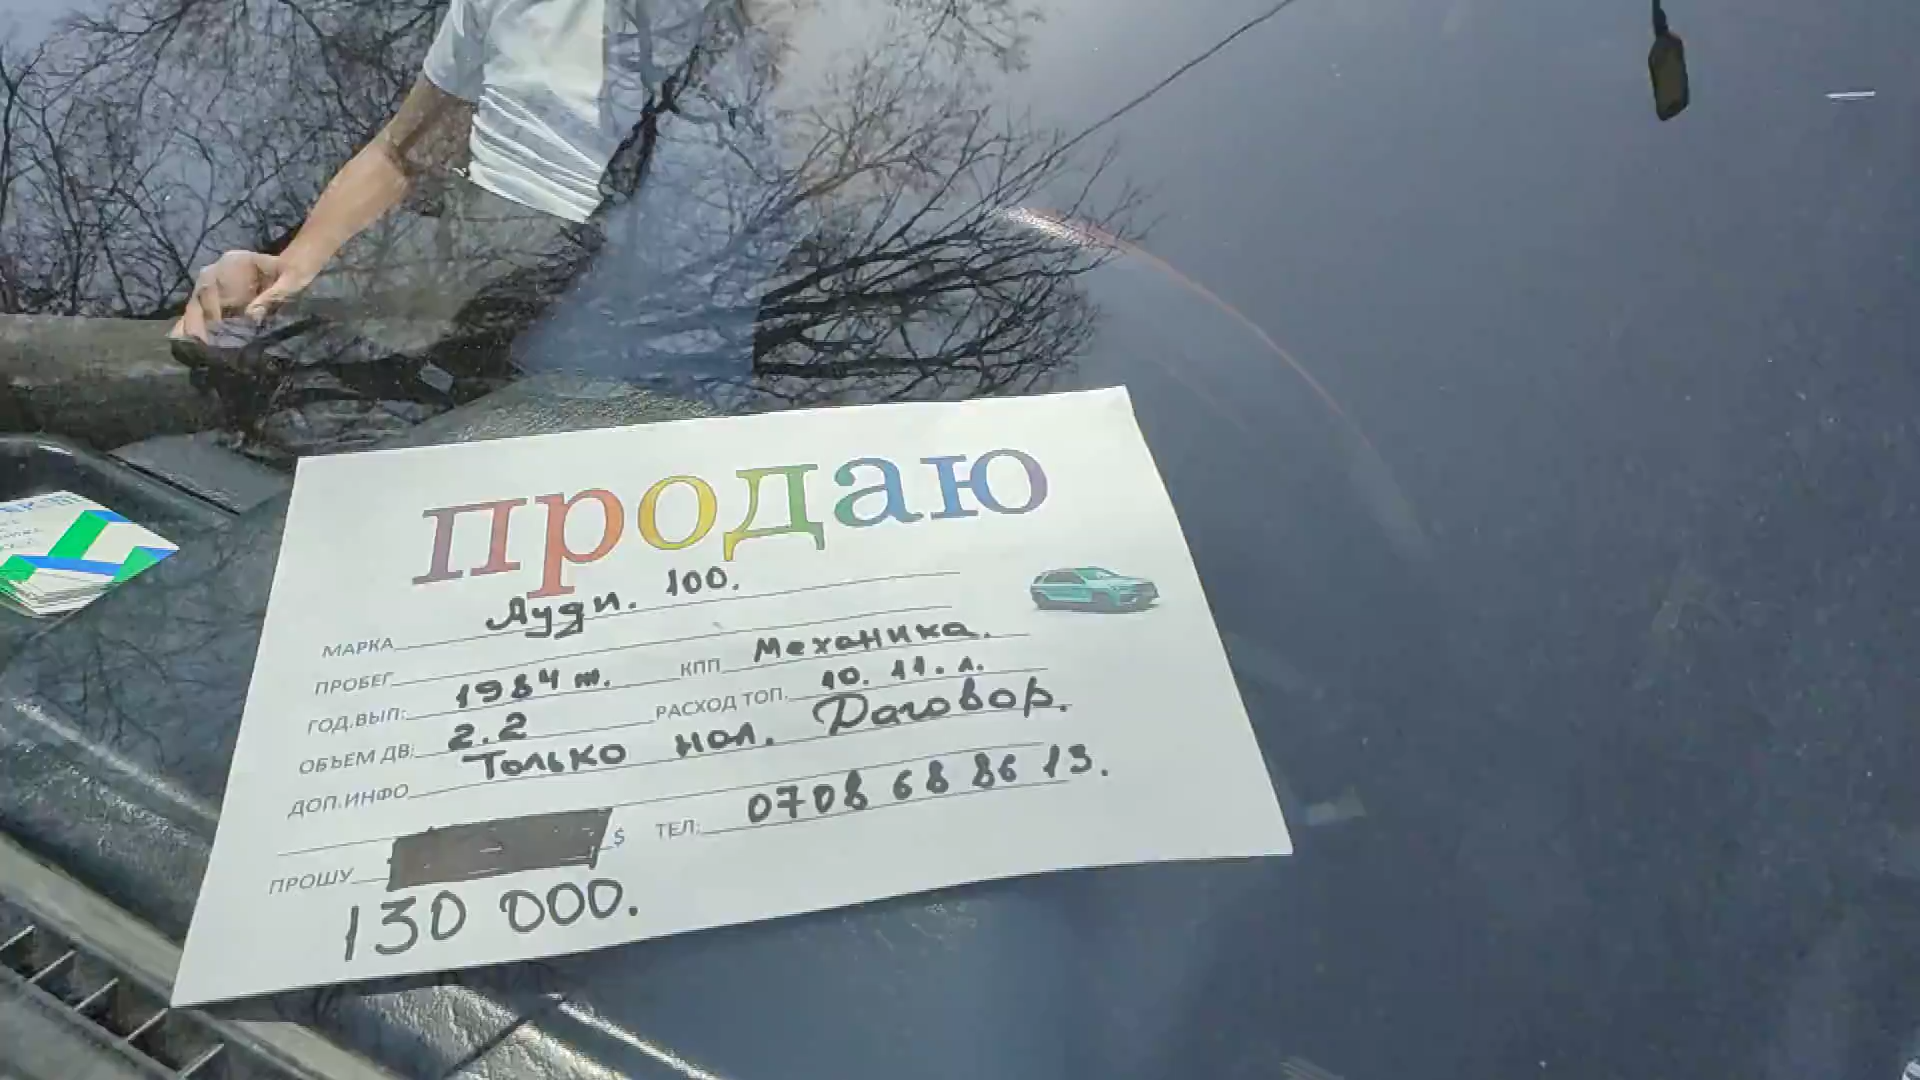 продаю
МАРКА Ауди. 100.
ПРОБЕГ
ГОД.ВЫП: 1984 г. КПП Механика.
ОБЪЕМ ДВ: 2.2 РАСХОД ТОП. 10. 11. л.
ДОП.ИНФО Только нал. Даговор.
ПРОШУ $ ТЕЛ: 0708 68 86 13.
130 000.